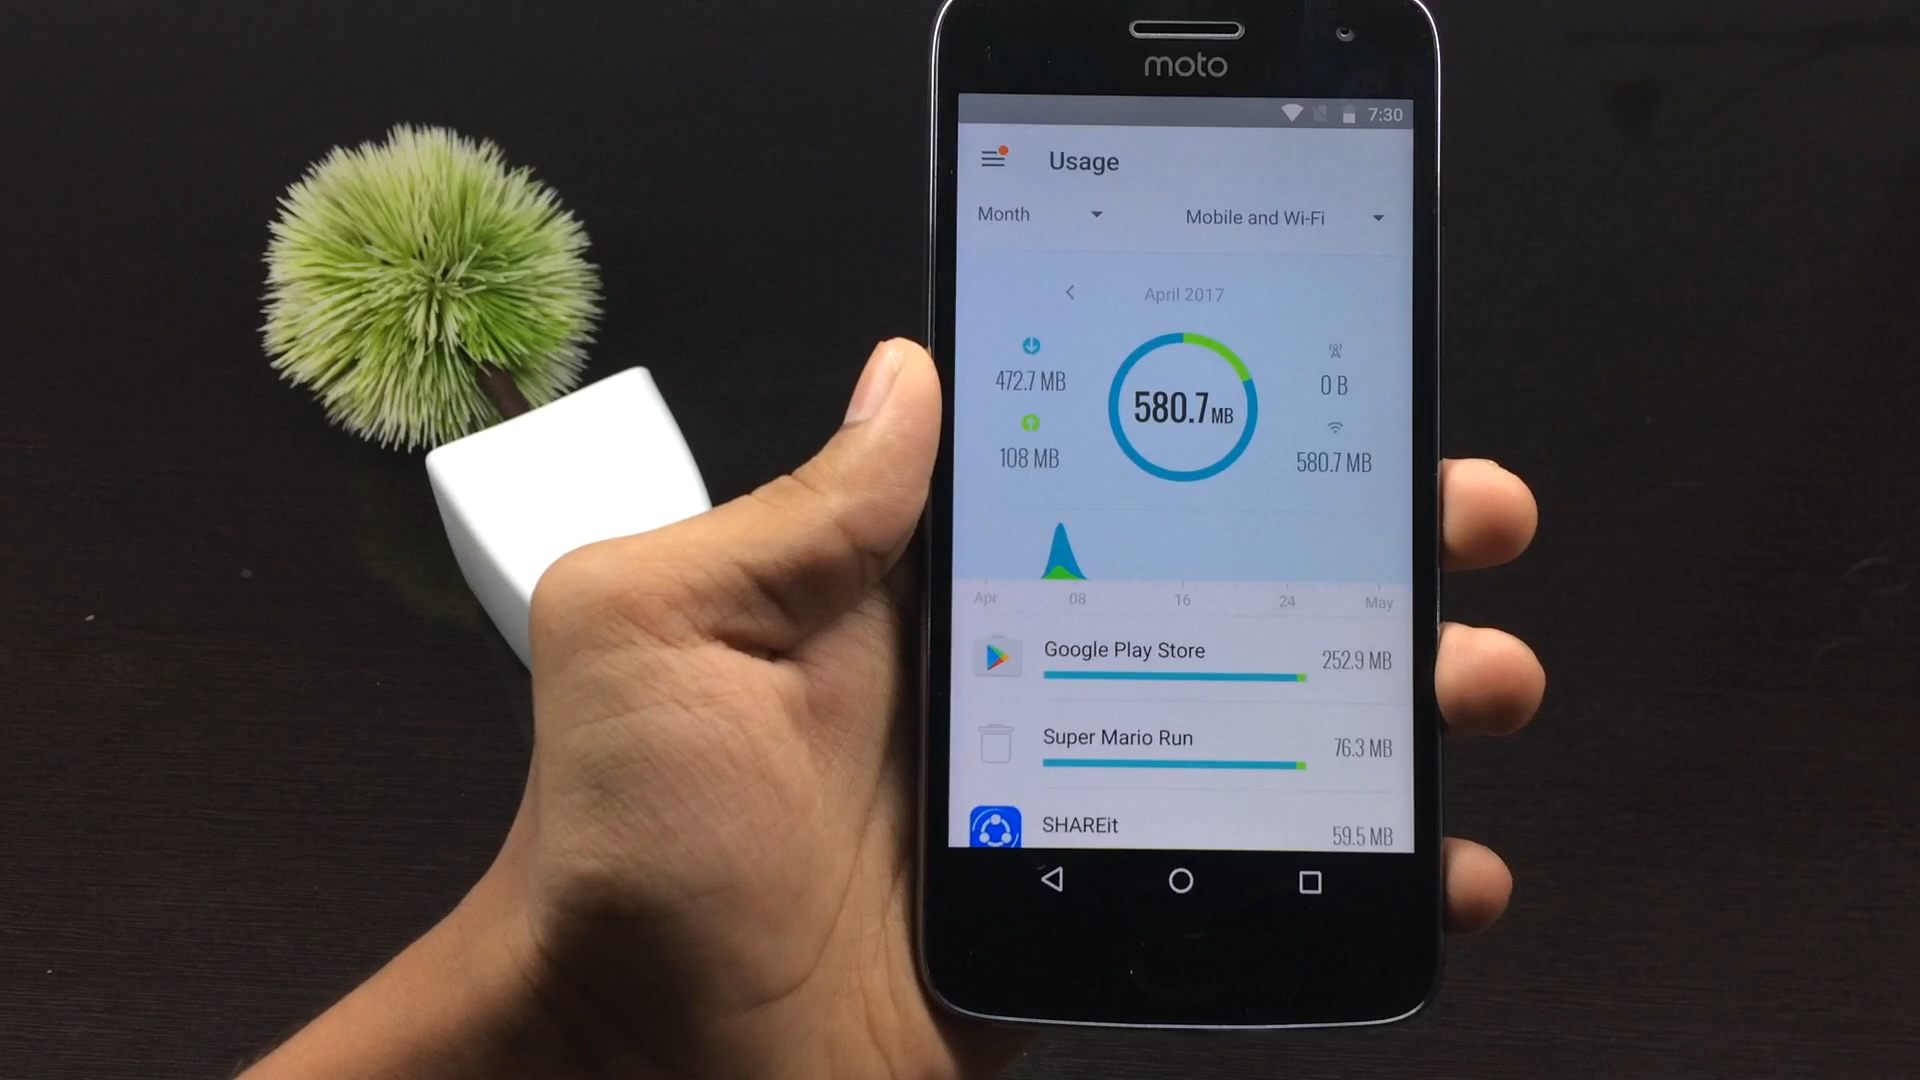 moto
7:30
Usage
Month
Mobile and Wi-Fi
April 2017
472.7 MB
108 MB
580.7 MB
0 B
580.7 MB
Apr 08 16 24 May
Google Play Store 252.9 MB
Super Mario Run 76.3 MB
SHAREit 59.5 MB